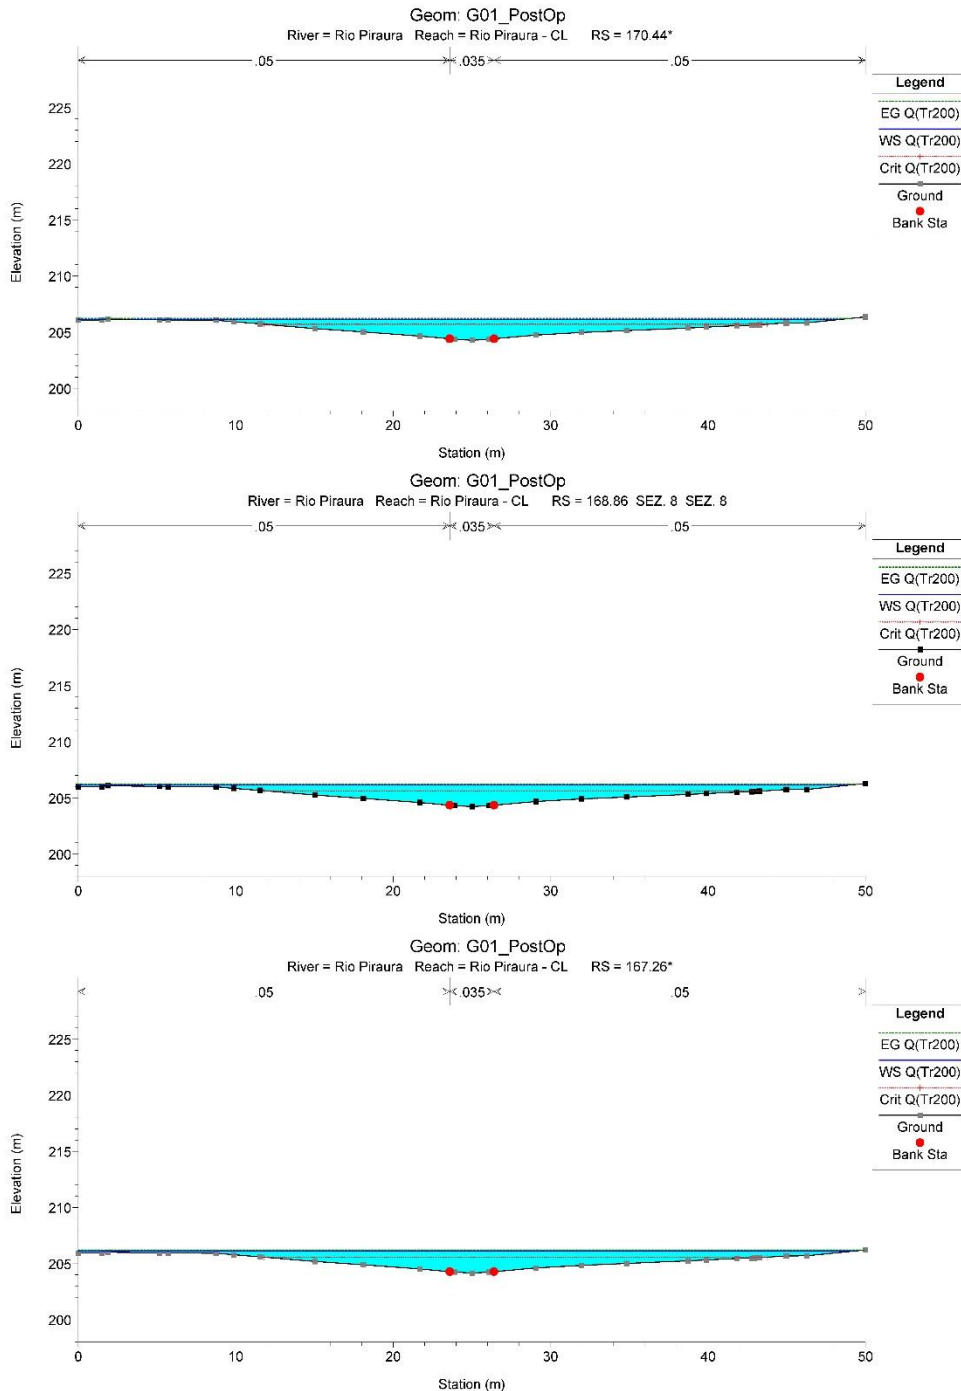 Geom: G01_PostOp
River = Rio Piraura   Reach = Rio Piraura - CL      RS = 170.44*
.05
.035
.05
Legend
EG Q(Tr200)
WS Q(Tr200)
Crit Q(Tr200)
Ground
Bank Sta
Elevation (m)
225
220
215
210
205
200
0 10 20 30 40 50
Station (m)
Geom: G01_PostOp
River = Rio Piraura   Reach = Rio Piraura - CL      RS = 168.86  SEZ. 8  SEZ. 8
.05
.035
.05
Legend
EG Q(Tr200)
WS Q(Tr200)
Crit Q(Tr200)
Ground
Bank Sta
Elevation (m)
225
220
215
210
205
200
0 10 20 30 40 50
Station (m)
Geom: G01_PostOp
River = Rio Piraura   Reach = Rio Piraura - CL      RS = 167.26*
.05
.035
.05
Legend
EG Q(Tr200)
WS Q(Tr200)
Crit Q(Tr200)
Ground
Bank Sta
Elevation (m)
225
220
215
210
205
200
0 10 20 30 40 50
Station (m)